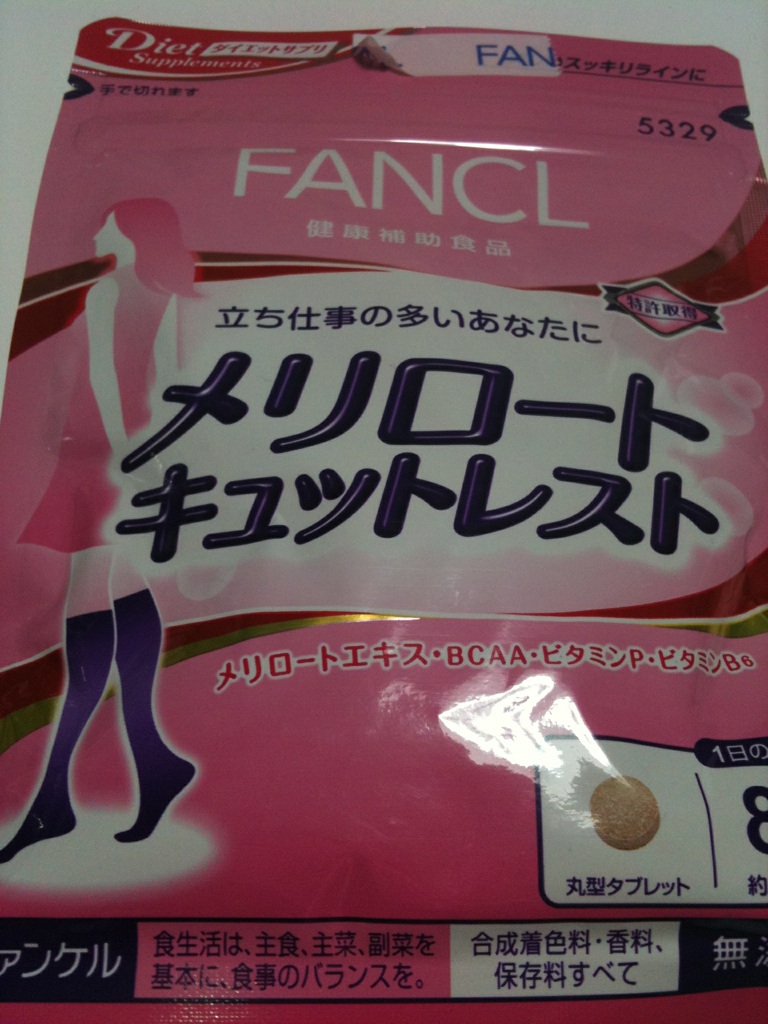 Diet ダイエットサプリ
Supplements
FAN
スッキリラインに
手で切れます
5329
FANCL
健康補助食品
特許取得
立ち仕事の多いあなたに
メリロート
キュットレスト
メリロートエキス・BCAA・ビタミンP・ビタミンB6
1日の
8
約
丸型タブレット
ァンケル
食生活は、主食、主菜、副菜を
基本に、食事のバランスを。
合成着色料・香料、
保存料すべて
無